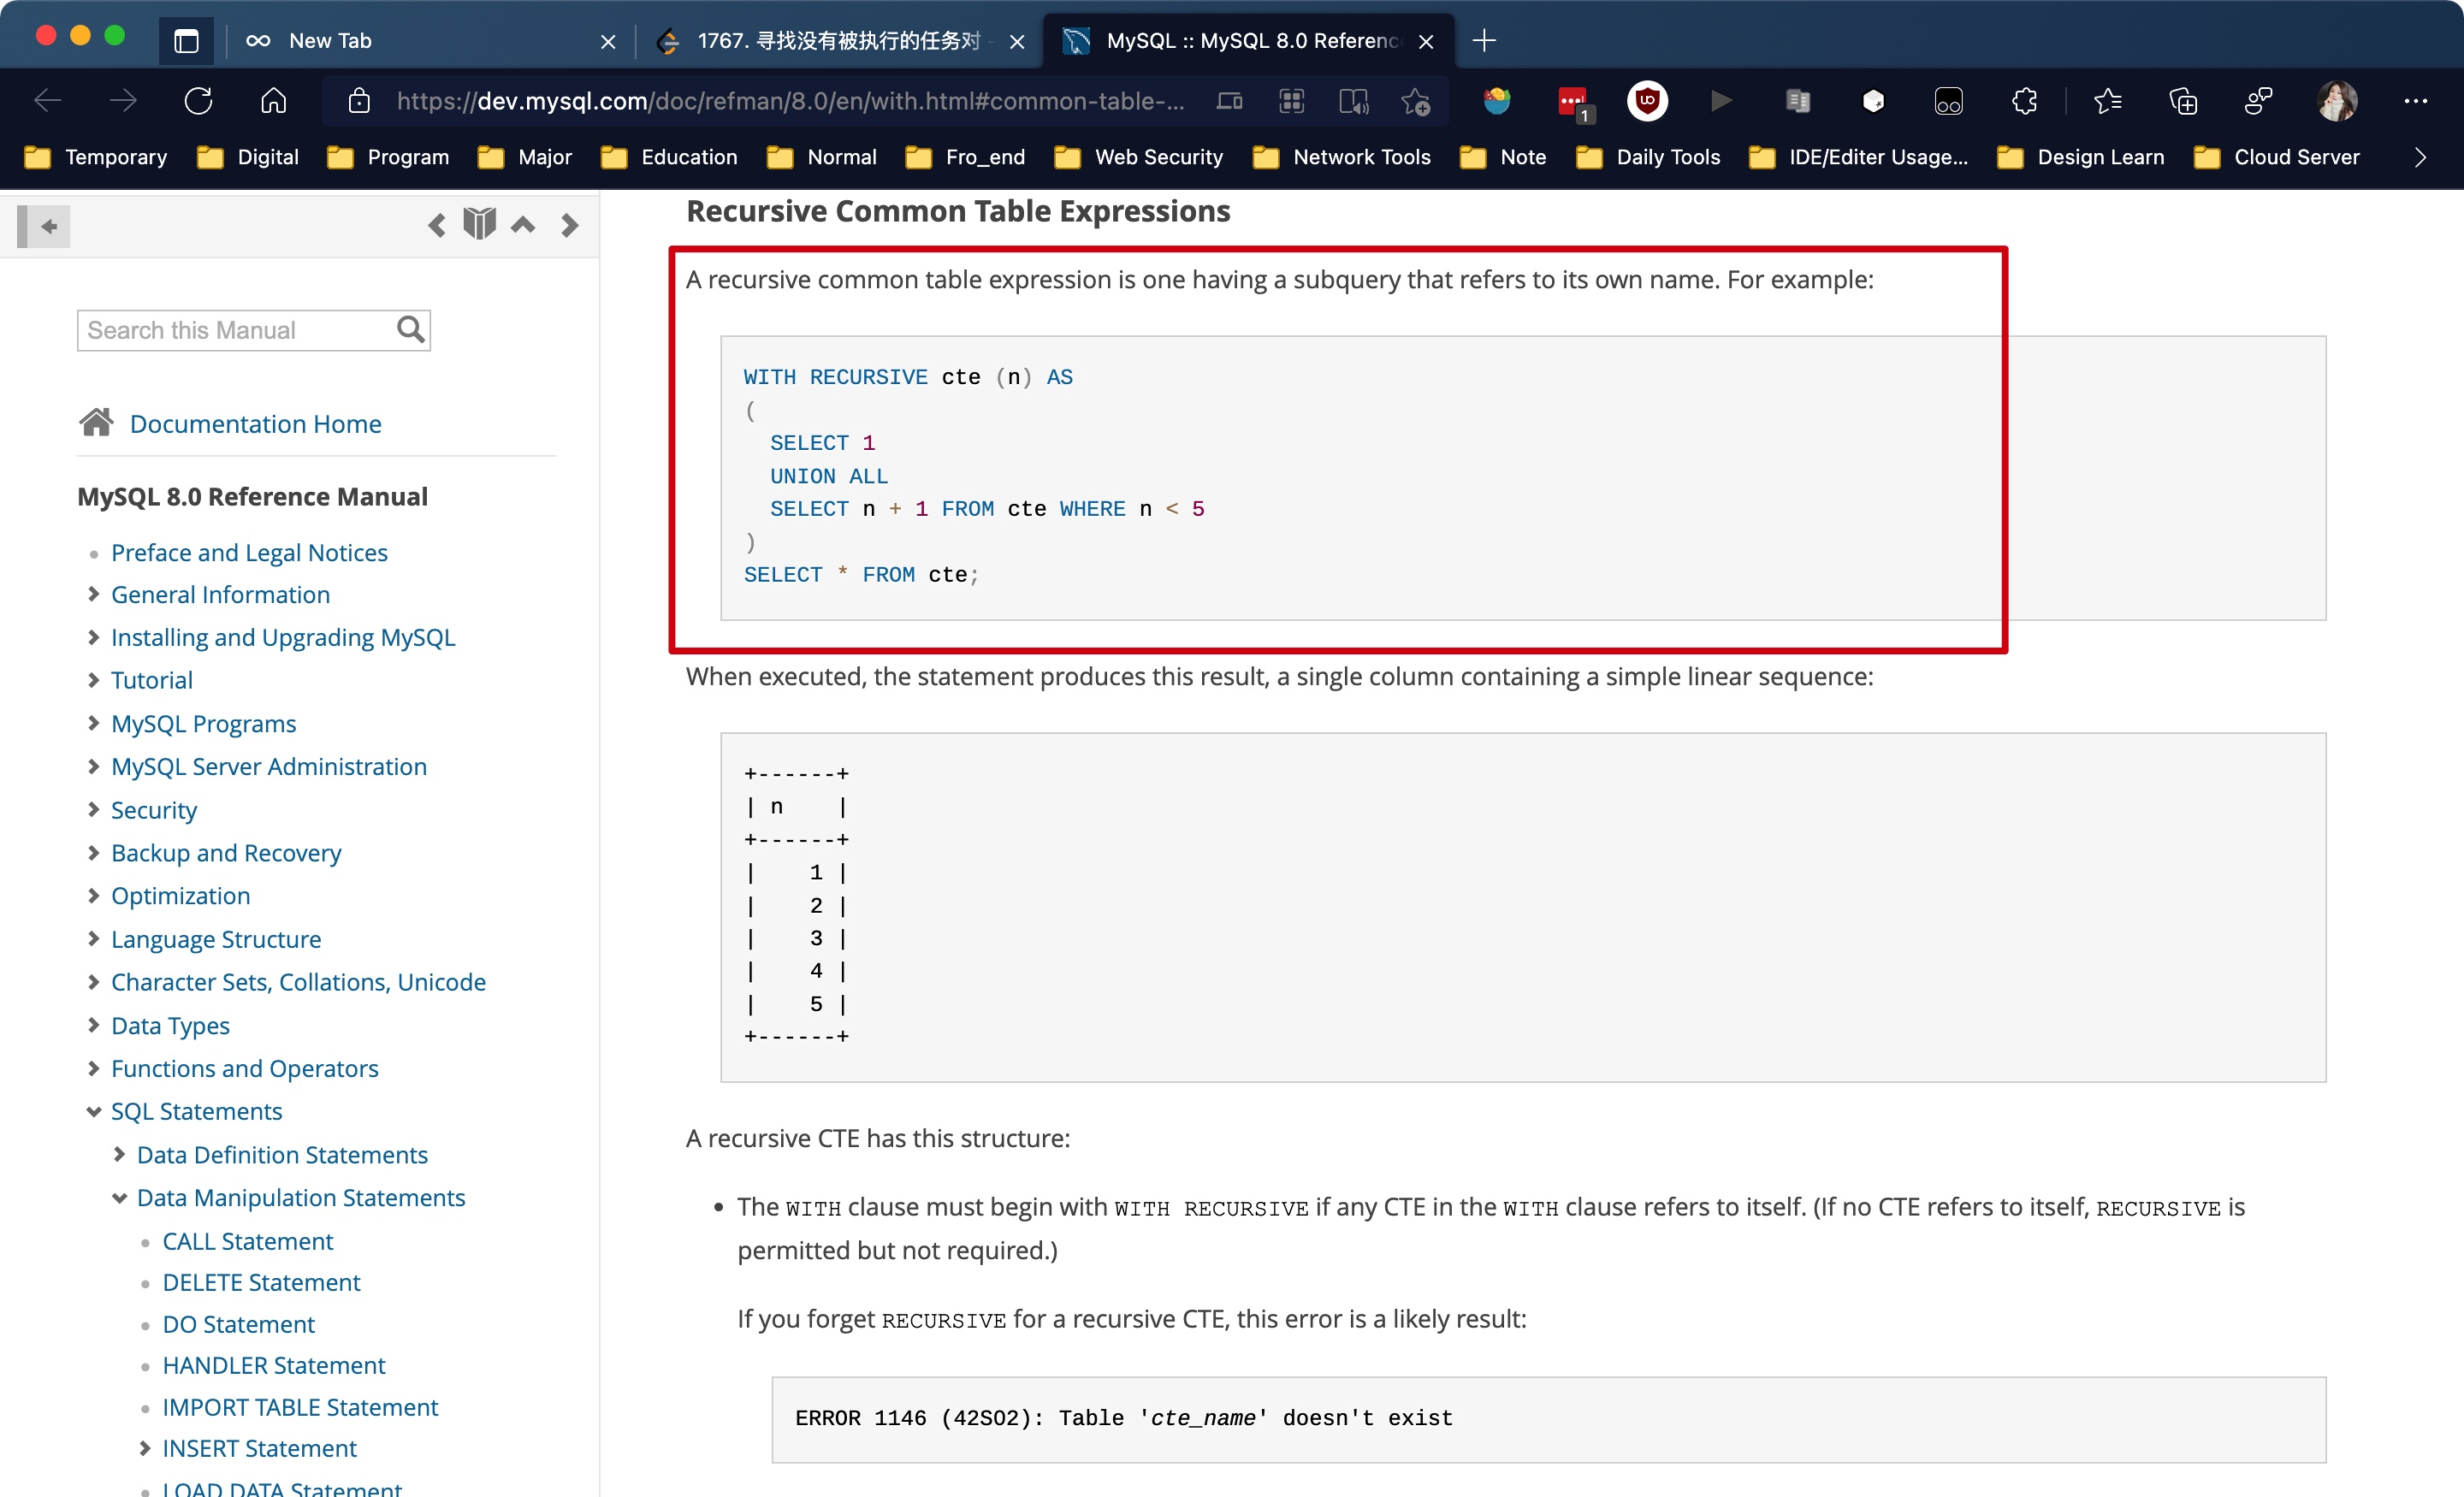 New Tab
1767. 寻找没有被执行的任务对 -
MySQL :: MySQL 8.0 Referenc
https://dev.mysql.com/doc/refman/8.0/en/with.html#common-table-...
1
Temporary
Digital
Program
Major
Education
Normal
Fro_end
Web Security
Network Tools
Note
Daily Tools
IDE/Editer Usage...
Design Learn
Cloud Server
Search this Manual
Documentation Home
MySQL 8.0 Reference Manual
Preface and Legal Notices
General Information
Installing and Upgrading MySQL
Tutorial
MySQL Programs
MySQL Server Administration
Security
Backup and Recovery
Optimization
Language Structure
Character Sets, Collations, Unicode
Data Types
Functions and Operators
SQL Statements
Data Definition Statements
Data Manipulation Statements
CALL Statement
DELETE Statement
DO Statement
HANDLER Statement
IMPORT TABLE Statement
INSERT Statement
LOAD DATA Statement
Recursive Common Table Expressions
A recursive common table expression is one having a subquery that refers to its own name. For example:
WITH RECURSIVE cte (n) AS
(
  SELECT 1
  UNION ALL
  SELECT n + 1 FROM cte WHERE n < 5
)
SELECT * FROM cte;
When executed, the statement produces this result, a single column containing a simple linear sequence:
+------+
| n    |
+------+
|    1 |
|    2 |
|    3 |
|    4 |
|    5 |
+------+
A recursive CTE has this structure:
• The WITH clause must begin with WITH RECURSIVE if any CTE in the WITH clause refers to itself. (If no CTE refers to itself, RECURSIVE is
permitted but not required.)
If you forget RECURSIVE for a recursive CTE, this error is a likely result:
ERROR 1146 (42S02): Table 'cte_name' doesn't exist